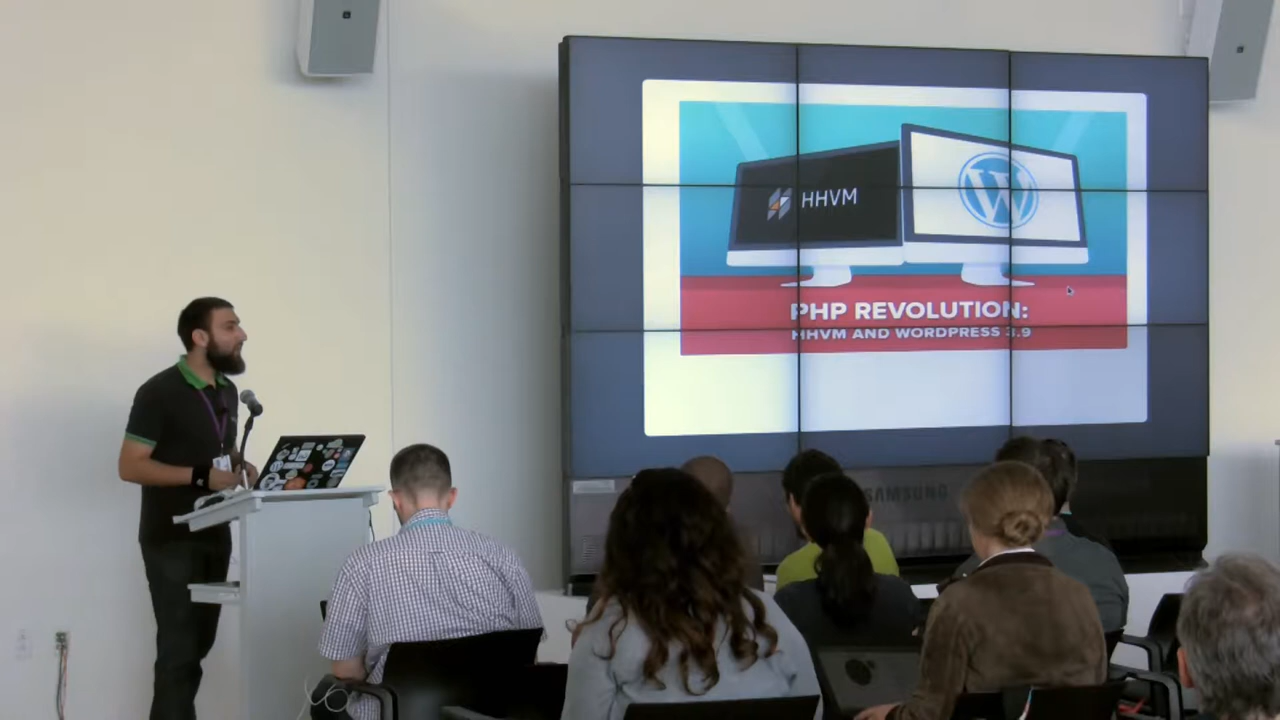 HHVM
W
PHP REVOLUTION:
HHVM AND WORDPRESS 3.9
SAMSUNG